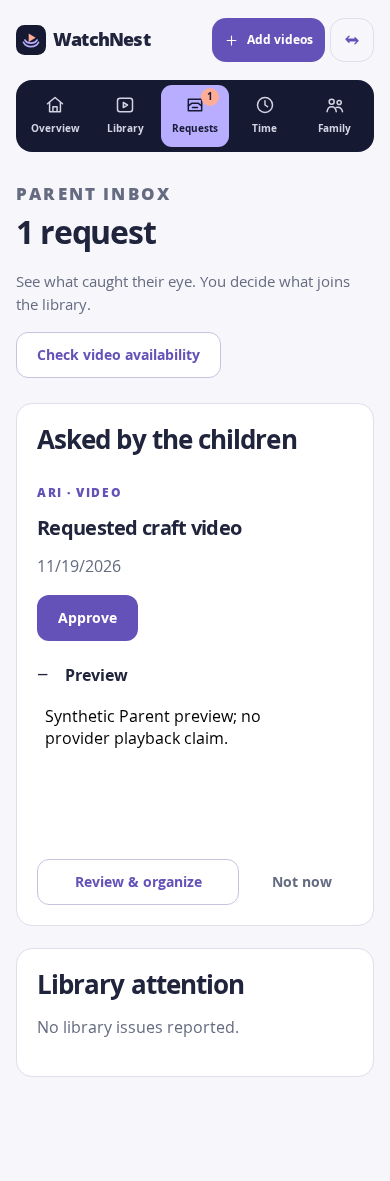 WatchNest
Add videos
Overview
Library
Requests
1
Time
Family
PARENT INBOX
1 request
See what caught their eye. You decide what joins
the library.
Check video availability
Asked by the children
ARI · VIDEO
Requested craft video
11/19/2026
Approve
Preview
Synthetic Parent preview; no
provider playback claim.
Review & organize
Not now
Library attention
No library issues reported.